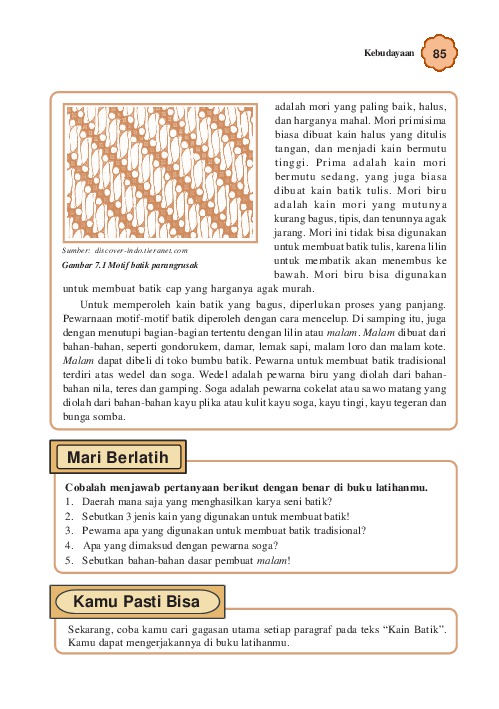 Kebudayaan 85
adalah mori yang paling baik, halus,
dan harganya mahal. Mori primisima
biasa dibuat kain halus yang ditulis
tangan, dan menjadi kain bermutu
tinggi. Prima adalah kain mori
bermutu sedang, yang juga biasa
dibuat kain batik tulis. Mori biru
adalah kain mori yang mutunya
kurang bagus, tipis, dan tenunnya agak
jarang. Mori ini tidak bisa digunakan
untuk membuat batik tulis, karena lilin
untuk membatik akan menembus ke
bawah. Mori biru bisa digunakan
Sumber: discover-indo.tieranet.com
Gambar 7.1 Motif batik parangrusak
untuk membuat batik cap yang harganya agak murah.
Untuk memperoleh kain batik yang bagus, diperlukan proses yang panjang.
Pewarnaan motif-motif batik diperoleh dengan cara mencelup. Di samping itu, juga
dengan menutupi bagian-bagian tertentu dengan lilin atau malam. Malam dibuat dari
bahan-bahan, seperti gondorukem, damar, lemak sapi, malam loro dan malam kote.
Malam dapat dibeli di toko bumbu batik. Pewarna untuk membuat batik tradisional
terdiri atas wedel dan soga. Wedel adalah pewarna biru yang diolah dari bahan-
bahan nila, teres dan gamping. Soga adalah pewarna cokelat atau sawo matang yang
diolah dari bahan-bahan kayu plika atau kulit kayu soga, kayu tingi, kayu tegeran dan
bunga somba.
Mari Berlatih
Cobalah menjawab pertanyaan berikut dengan benar di buku latihanmu.
1. Daerah mana saja yang menghasilkan karya seni batik?
2. Sebutkan 3 jenis kain yang digunakan untuk membuat batik!
3. Pewarna apa yang digunakan untuk membuat batik tradisional?
4. Apa yang dimaksud dengan pewarna soga?
5. Sebutkan bahan-bahan dasar pembuat malam!
Kamu Pasti Bisa
Sekarang, coba kamu cari gagasan utama setiap paragraf pada teks “Kain Batik”.
Kamu dapat mengerjakannya di buku latihanmu.